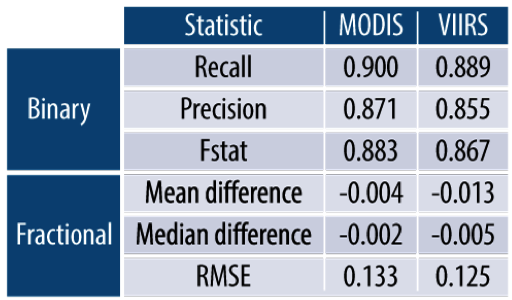 Statistic MODIS VIIRS
Binary Recall 0.900 0.889
Precision 0.871 0.855
Fstat 0.883 0.867
Fractional Mean difference -0.004 -0.013
Median difference -0.002 -0.005
RMSE 0.133 0.125